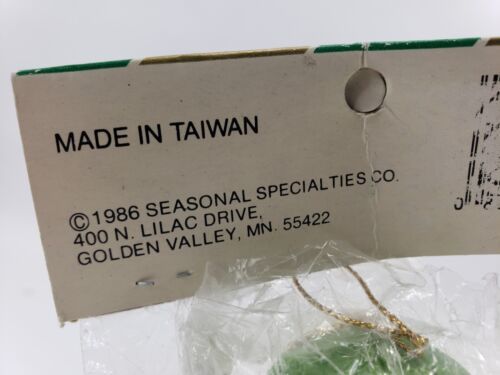 MADE IN TAIWAN
©1986 SEASONAL SPECIALTIES CO.
400 N. LILAC DRIVE,
GOLDEN VALLEY, MN. 55422